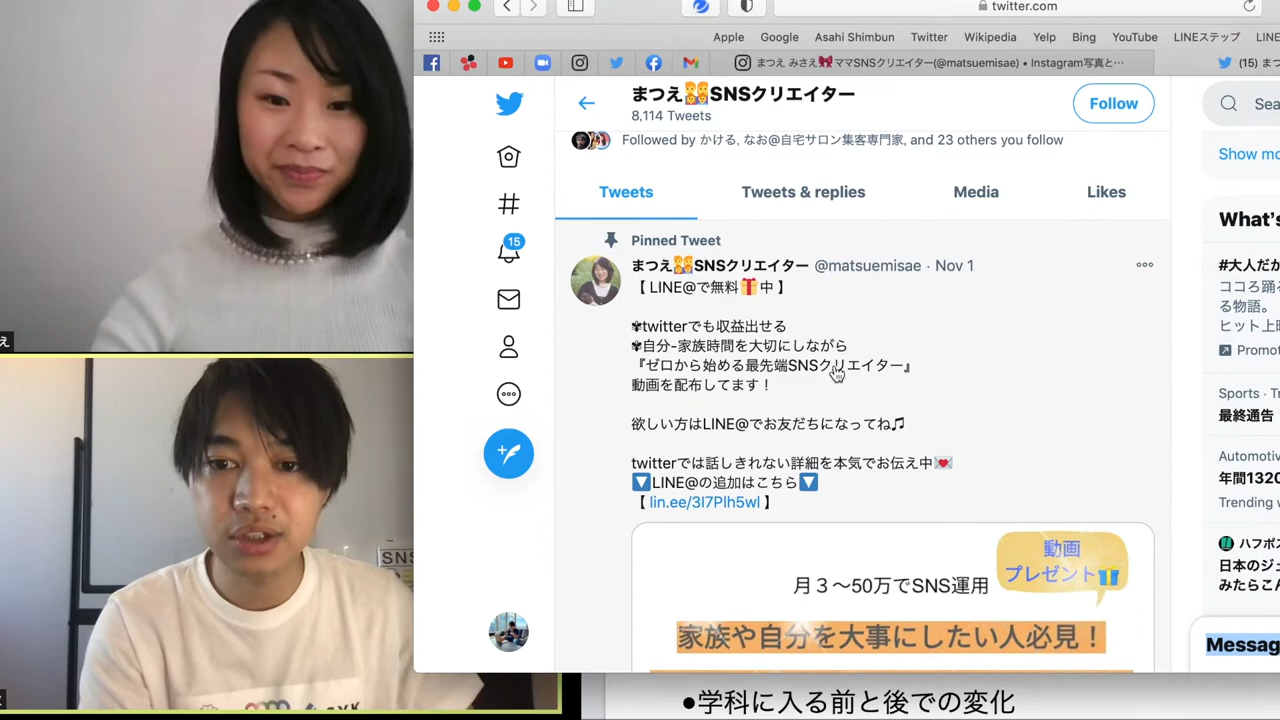 twitter.com
Apple Google Asahi Shimbun Twitter Wikipedia Yelp Bing YouTube LINEステップ LINE
まつえ みさえ🎀ママSNSクリエイター(@matsuemisae) • Instagram写真と…
(15) まつ
まつえ👭SNSクリエイター
8,114 Tweets
Follow
Sea
Followed by かける, なお@自宅サロン集客専門家, and 23 others you follow
Show mo
Tweets Tweets & replies Media Likes
What's
Pinned Tweet
まつえ👭SNSクリエイター @matsuemisae · Nov 1
【 LINE@で無料🎁中 】
✾twitterでも収益出せる
✾自分-家族時間を大切にしながら
『ゼロから始める最先端SNSクリエイター』
動画を配布してます！
欲しい方はLINE@でお友だちになってね♫
twitterでは話しきれない詳細を本気でお伝え中💌
🔽LINE@の追加はこちら🔽
【 lin.ee/3I7Plh5wl 】
動画
プレゼント🎁
月３〜50万でSNS運用
家族や自分を大事にしたい人必見！
15
#大人だか
ココロ踊
る物語。
ヒット上映
Promot
Sports · Tr
最終通告
Automotiv
年間1320
Trending w
ハフポス
日本のジェ
みたらこん
Messag
え
SNS
●学科に入る前と後での変化